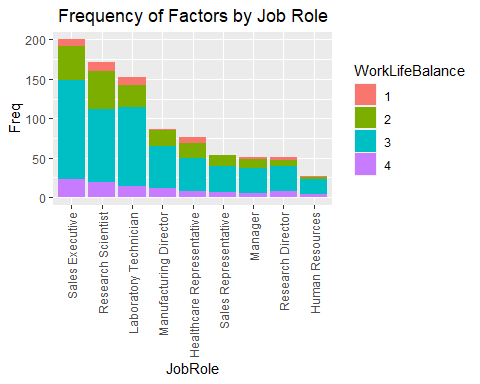 Frequency of Factors by Job Role
200
150
100
50
0
Freq
Sales Executive
Research Scientist
Laboratory Technician
Manufacturing Director
Healthcare Representative
Sales Representative
Manager
Research Director
Human Resources
JobRole
WorkLifeBalance
1
2
3
4